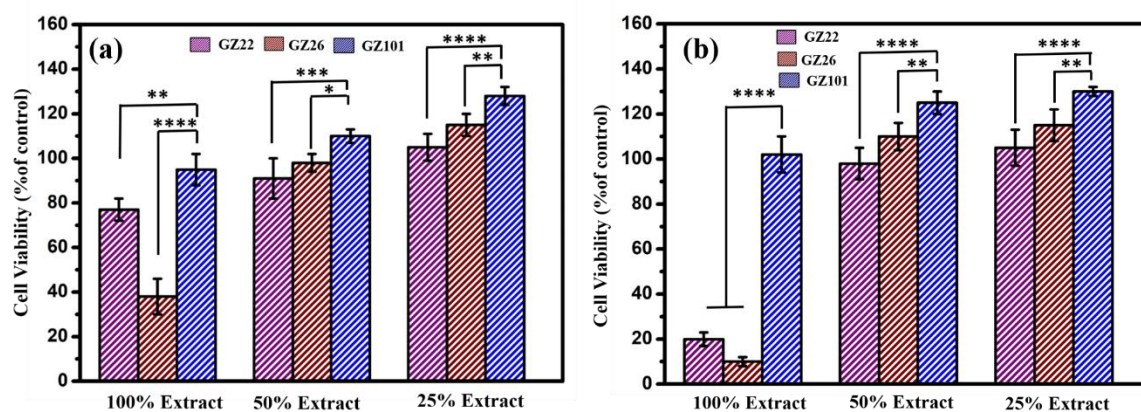 (a)
GZ22 GZ26 GZ101
Cell Viability (%of control)
160
140
120
100
80
60
40
20
0
**
****
***
*
****
**
100% Extract 50% Extract 25% Extract
(b)
GZ22
GZ26
GZ101
Cell Viability (%of control)
160
140
120
100
80
60
40
20
0
****
****
**
****
**
100% Extract 50% Extract 25% Extract